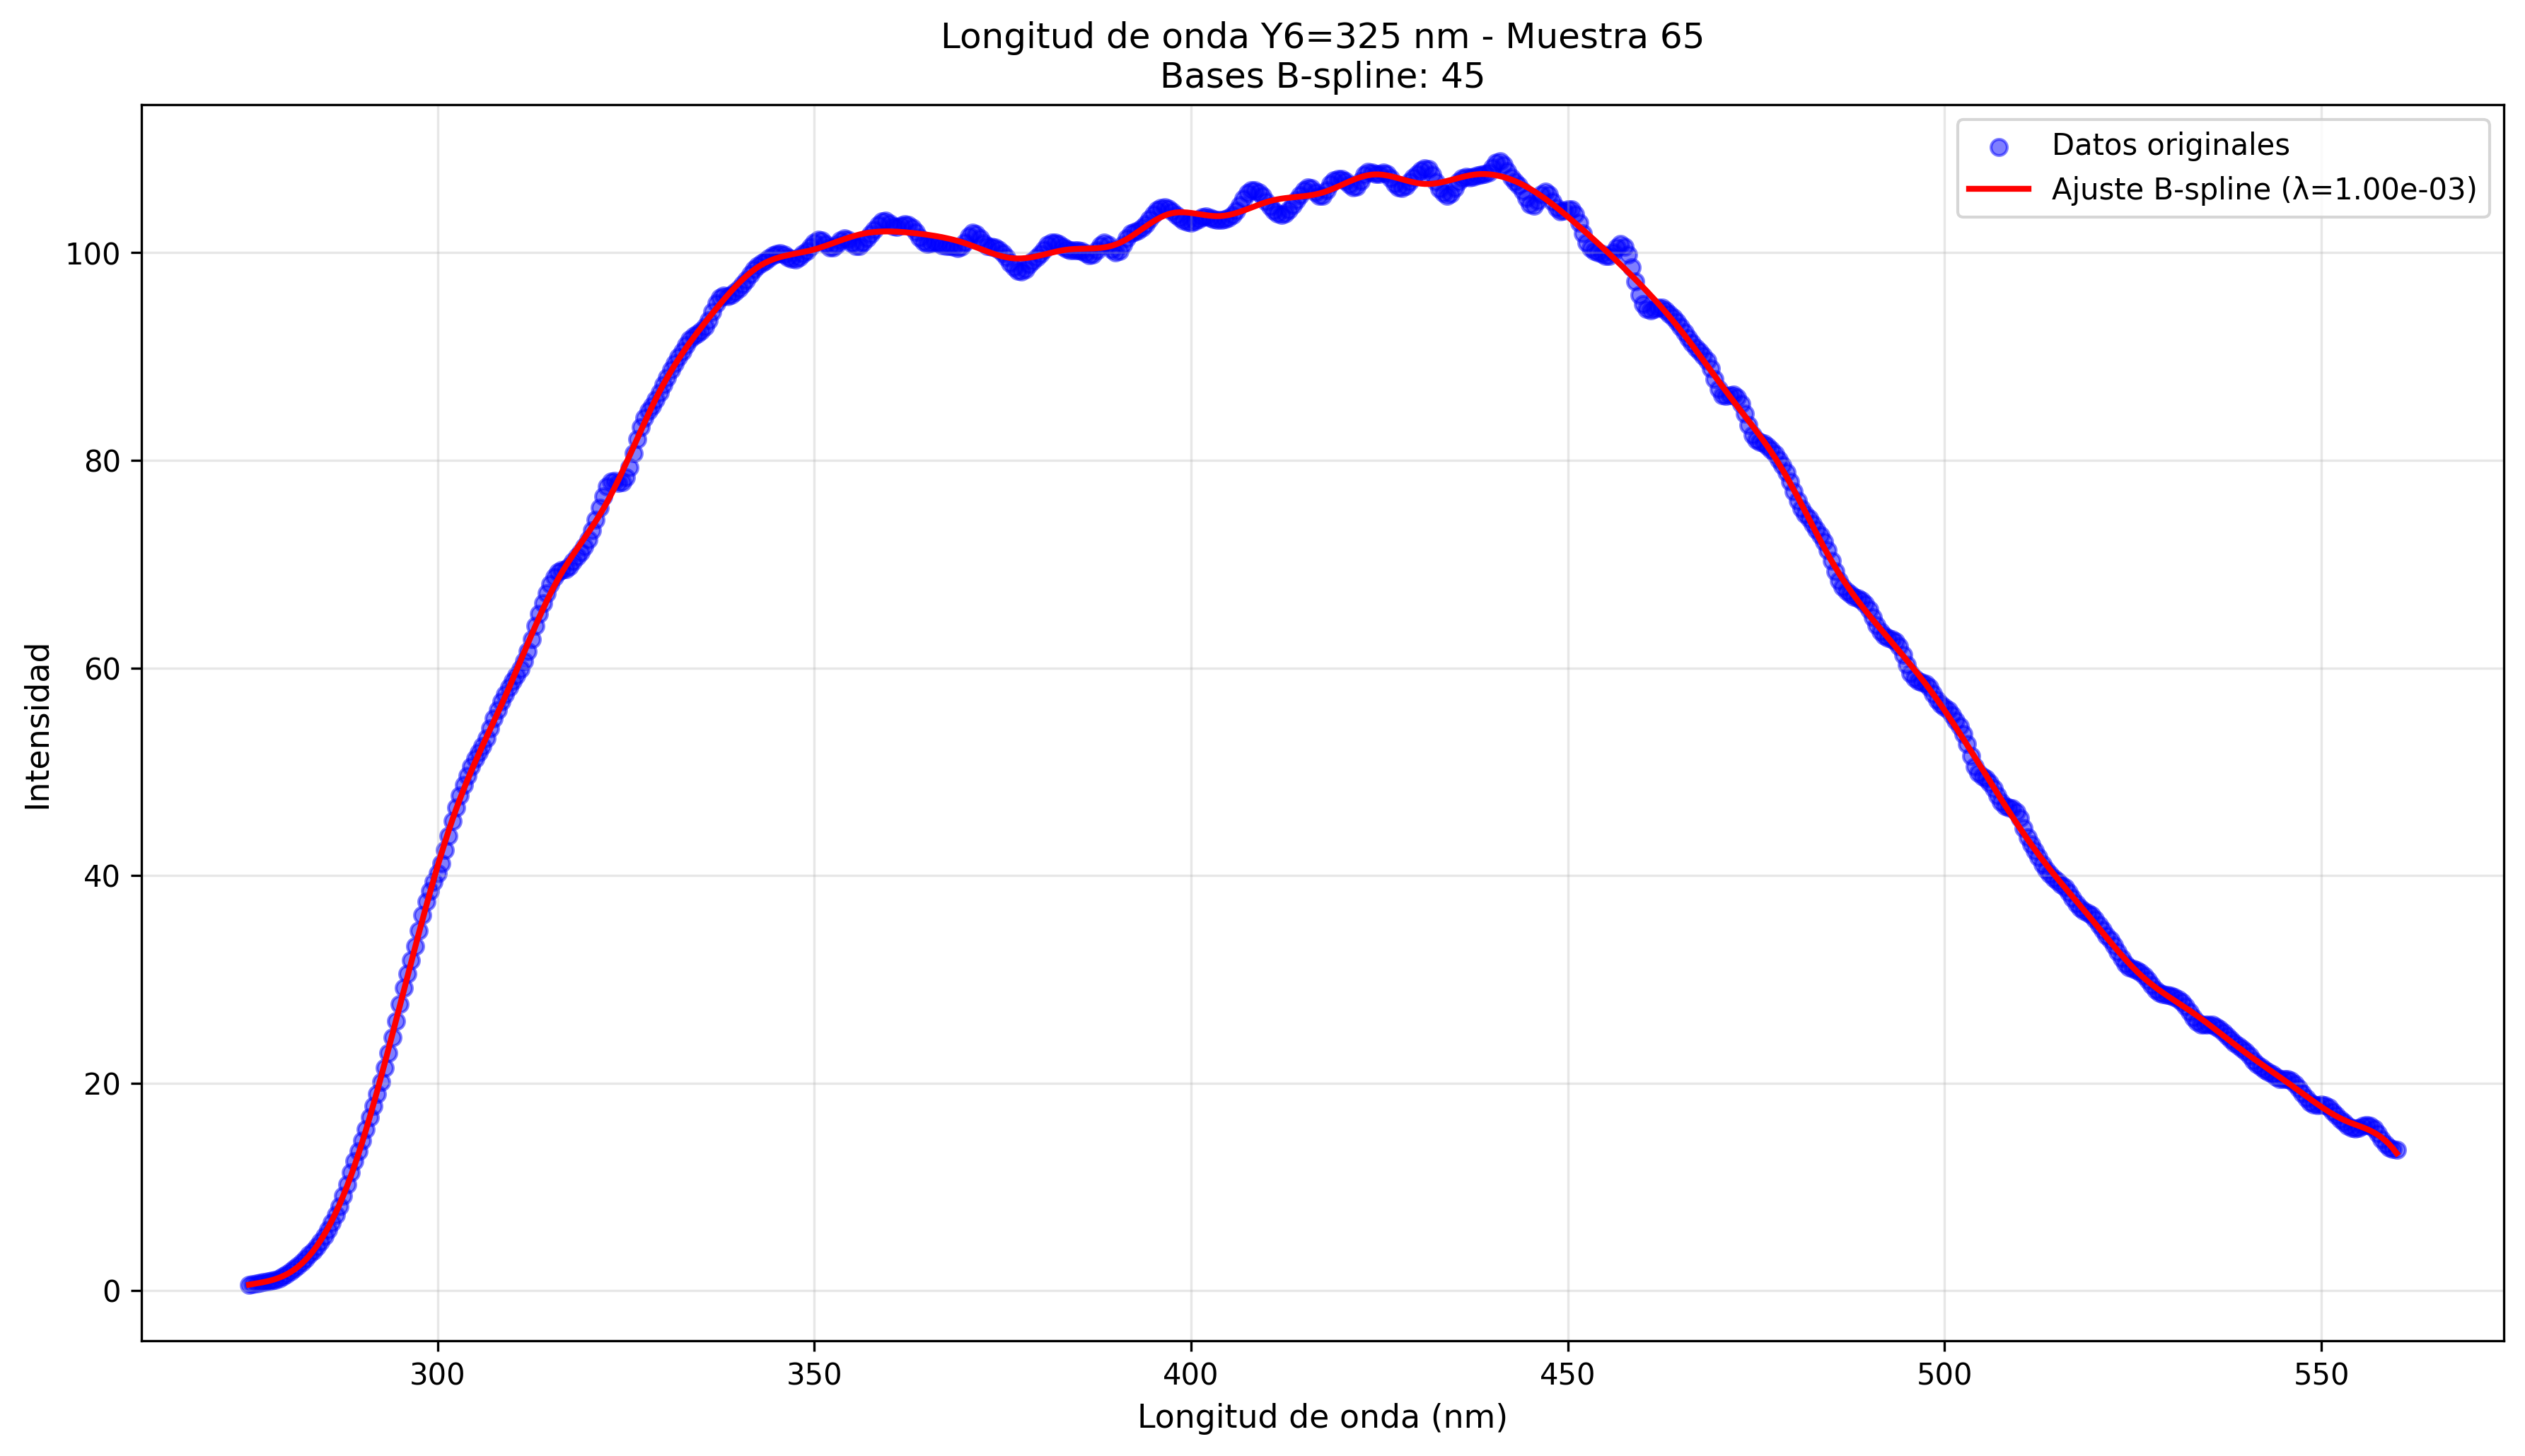 Longitud de onda Y6=325 nm - Muestra 65
Bases B-spline: 45
Datos originales
Ajuste B-spline (λ=1.00e-03)
Intensidad
100
80
60
40
20
0
300 350 400 450 500 550
Longitud de onda (nm)